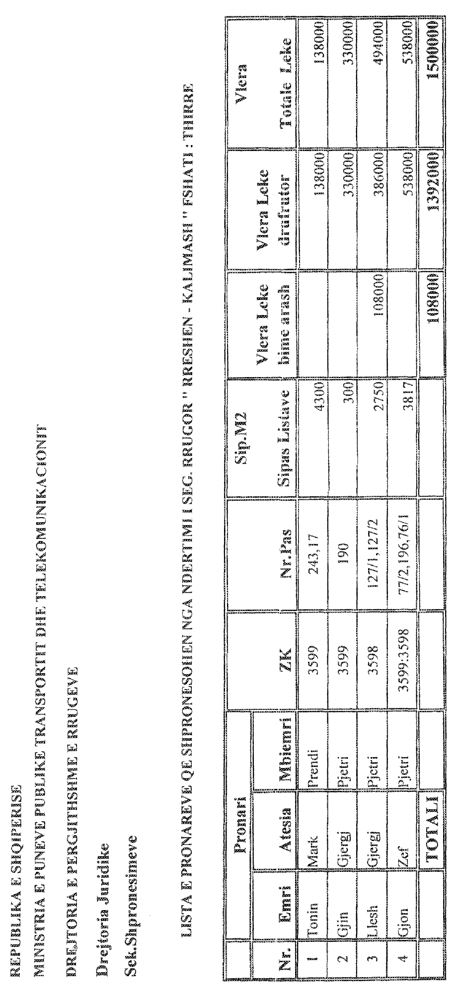 REPUBLIKA E SHQIPERISE
MINISTRIA E PUNEVE PUBLIKE TRANSPORTIT DHE TELEKOMUNIKACIONIT
DREJTORIA E PERGJITHSHME E RRUGEVE
Drejtoria Juridike
Sek.Shpronesimeve
LISTA E PRONAREVE QE SHPRONESOHEN NGA NDERTIMI I SEG. RRUGOR " RRESHEN - KALIMASH " FSHATI : THIRRE
Pronari Sip.M2 Vlera
Nr. Emri Atesia Mbiemri ZK Nr.Pas Sipas Listave Vlera Leke bime arash Vlera Leke drufrutor Totale Leke
1 Tonin Mark Prendi 3599 243,17 4300 138000 138000
2 Gjin Gjergj Pjetri 3599 190 300 330000 330000
3 Llesh Gjergj Pjetri 3598 127/1,127/2 2750 108000 386000 494000
4 Gjon Zef Pjetri 3599:3598 77/2,196,76/1 3817 538000 538000
TOTALI 108000 1392000 1500000